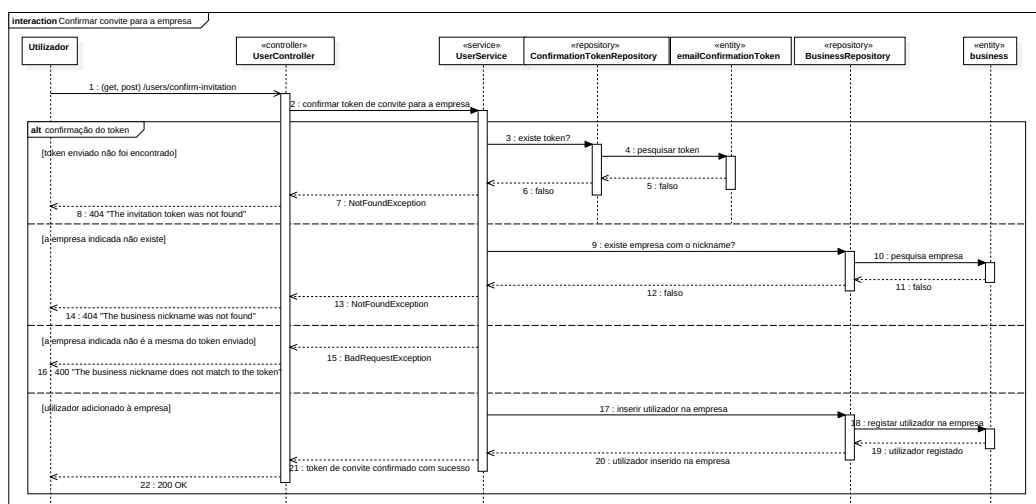 interaction Confirmar convite para a empresa
Utilizador
«controller»
UserController
«service»
UserService
«repository»
ConfirmationTokenRepository
«entity»
emailConfirmationToken
«repository»
BusinessRepository
«entity»
business
1 : (get, post) /users/confirm-invitation
2 : confirmar token de convite para a empresa
alt confirmação do token
[token enviado não foi encontrado]
3 : existe token?
4 : pesquisar token
5 : falso
6 : falso
7 : NotFoundException
8 : 404 "The invitation token was not found"
[a empresa indicada não existe]
9 : existe empresa com o nickname?
10 : pesquisa empresa
11 : falso
12 : falso
13 : NotFoundException
14 : 404 "The business nickname was not found"
[a empresa indicada não é a mesma do token enviado]
15 : BadRequestException
16 : 400 "The business nickname does not match to the token"
[utilizador adicionado à empresa]
17 : inserir utilizador na empresa
18 : registar utilizador na empresa
19 : utilizador registado
20 : utilizador inserido na empresa
21 : token de convite confirmado com sucesso
22 : 200 OK